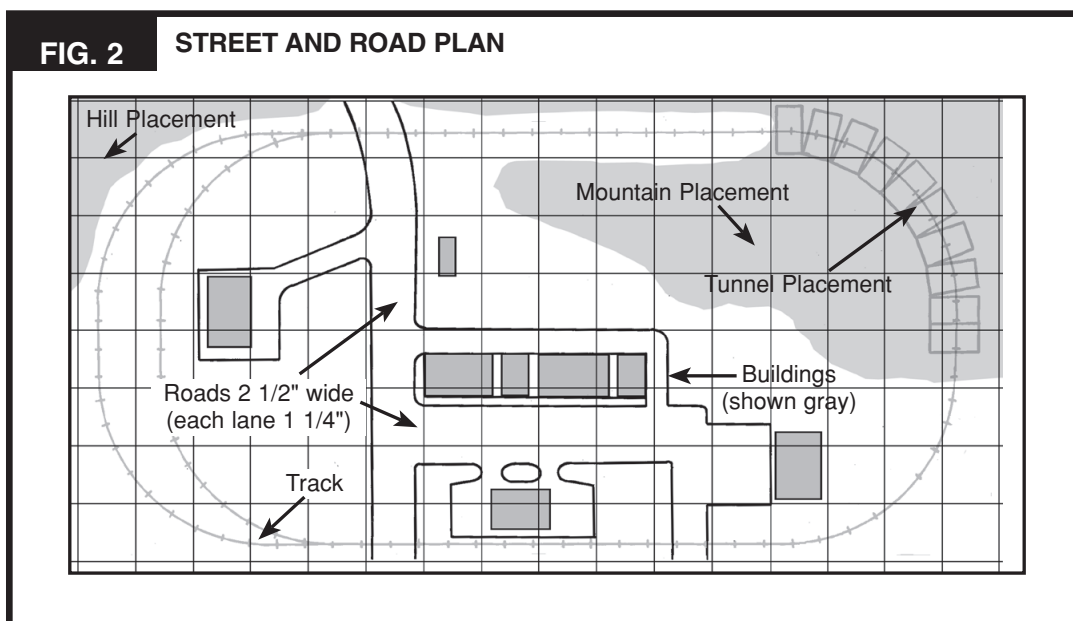 FIG. 2
STREET AND ROAD PLAN
Hill Placement
Mountain Placement
Tunnel Placement
Roads 2 1/2" wide
(each lane 1 1/4")
Buildings
(shown gray)
Track